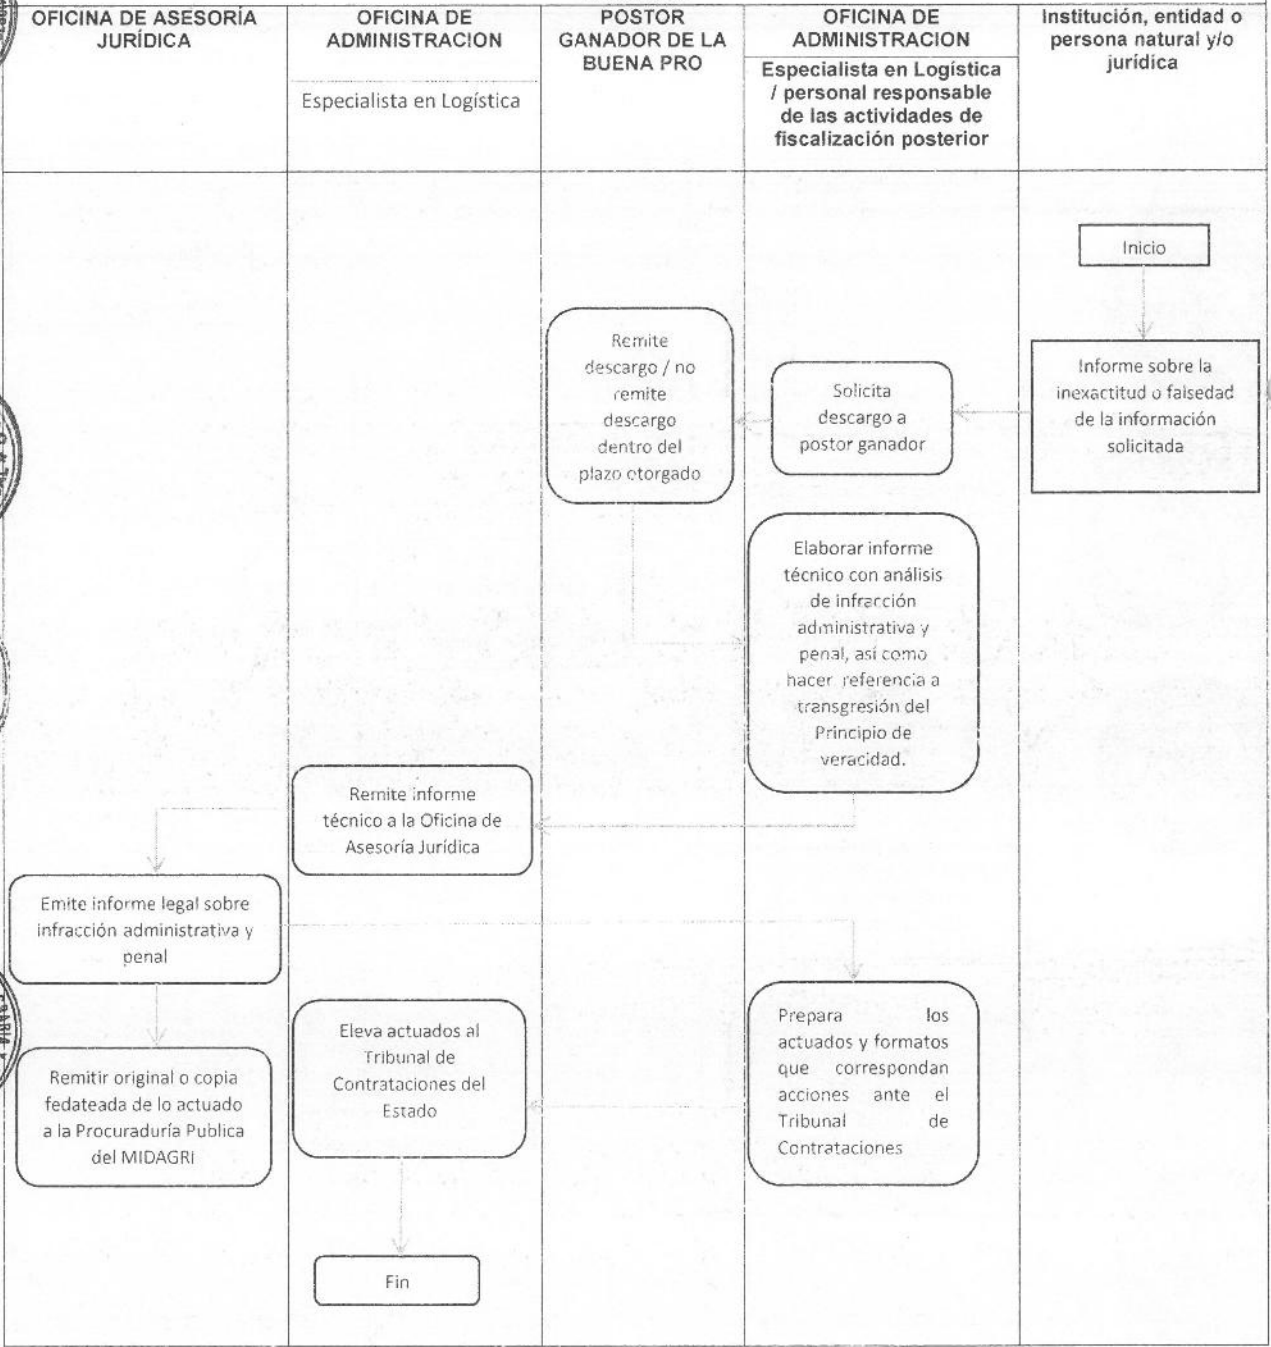 OFICINA DE ASESORÍA
JURÍDICA
OFICINA DE
ADMINISTRACION
Especialista en Logística
POSTOR
GANADOR DE LA
BUENA PRO
OFICINA DE
ADMINISTRACION
Especialista en Logística
/ personal responsable
de las actividades de
fiscalización posterior
Institución, entidad o
persona natural y/o
jurídica
Inicio
Informe sobre la
inexactitud o falsedad
de la información
solicitada
Solicita
descargo a
postor ganador
Remite
descargo / no
remite
descargo
dentro del
plazo otorgado
Elaborar informe
técnico con análisis
de infracción
administrativa y
penal, así como
hacer referencia a
transgresión del
Principio de
veracidad.
Remite informe
técnico a la Oficina de
Asesoría Jurídica
Emite informe legal sobre
infracción administrativa y
penal
Remitir original o copia
fedateada de lo actuado
a la Procuraduría Publica
del MIDAGRI
Prepara los
actuados y formatos
que correspondan
acciones ante el
Tribunal de
Contrataciones
Eleva actuados al
Tribunal de
Contrataciones del
Estado
Fin